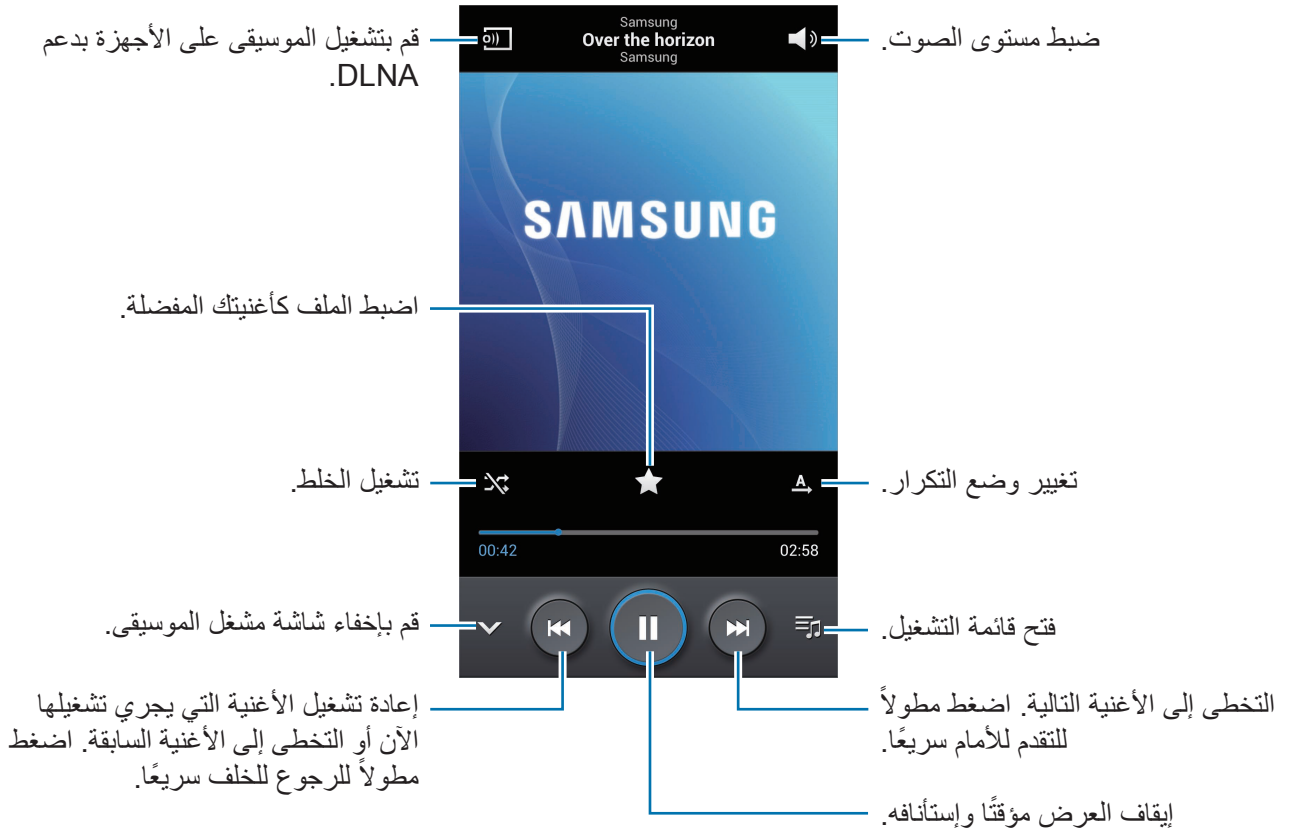 Samsung
Over the horizon
Samsung
ضبط مستوى الصوت.
قم بتشغيل الموسيقى على الأجهزة بدعم
DLNA.
SAMSUNG
اضبط الملف كأغنيتك المفضلة.
تغيير وضع التكرار.
A
تشغيل الخلط.
00:42
02:58
فتح قائمة التشغيل.
قم بإخفاء شاشة مشغل الموسيقى.
التخطى إلى الأغنية التالية. اضغط مطولاً
للتقدم للأمام سريعًا.
إعادة تشغيل الأغنية التي يجري تشغيلها
الآن أو التخطى إلى الأغنية السابقة. اضغط
مطولاً للرجوع للخلف سريعًا.
إيقاف العرض مؤقتًا وإستأنافه.